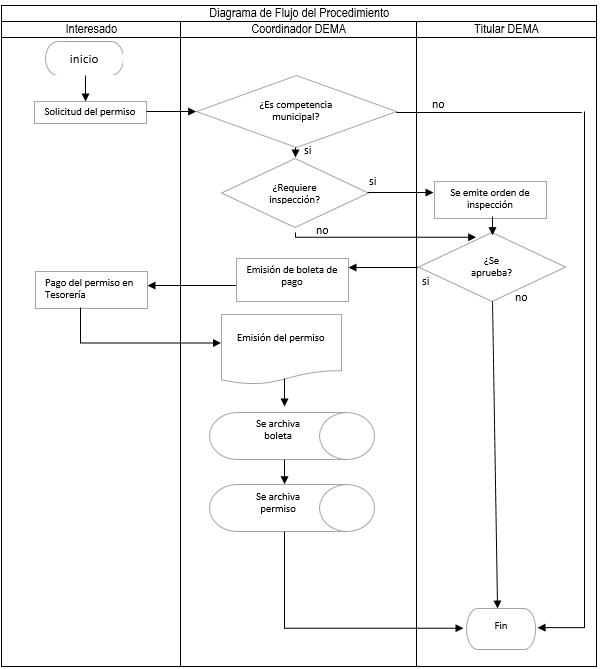 Diagrama de Flujo del Procedimiento
Interesado
Coordinador DEMA
Titular DEMA
inicio
Solicitud del permiso
¿Es competencia
municipal?
no
si
¿Requiere
inspección?
si
Se emite orden de
inspección
no
¿Se
aprueba?
si
no
Emisión de boleta de
pago
Pago del permiso en
Tesorería
Emisión del permiso
Se archiva
boleta
Se archiva
permiso
Fin